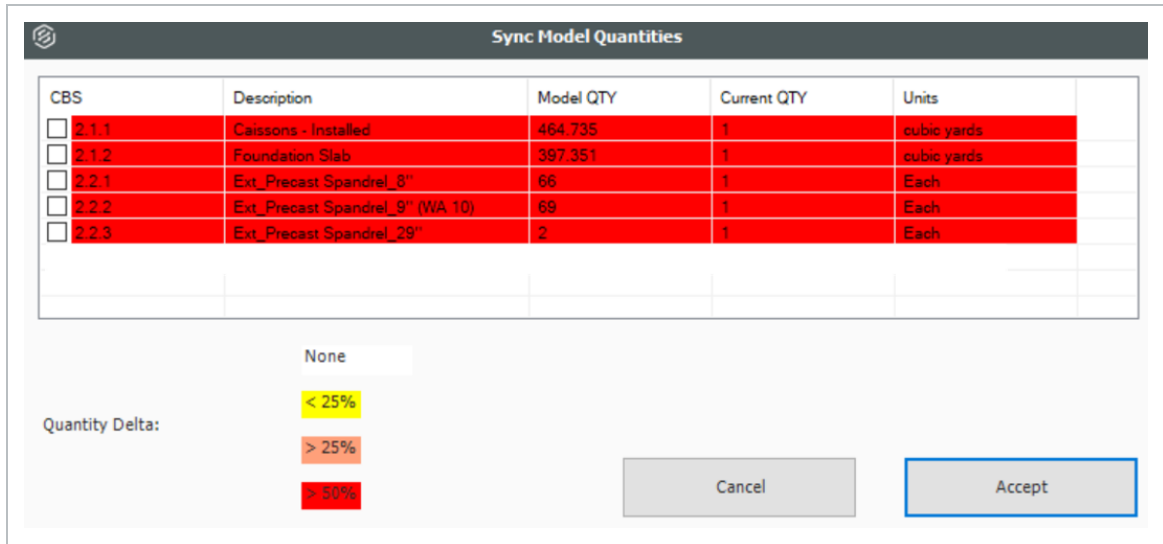 Sync Model Quantities
CBS Description Model QTY Current QTY Units
2.1.1 Caissons - Installed 464.735 1 cubic yards
2.1.2 Foundation Slab 397.351 1 cubic yards
2.2.1 Ext_Precast Spandrel_8" 66 1 Each
2.2.2 Ext_Precast Spandrel_9" (WA 10) 69 1 Each
2.2.3 Ext_Precast Spandrel_29" 2 1 Each
None
< 25%
Quantity Delta:
> 25%
> 50%
Cancel Accept